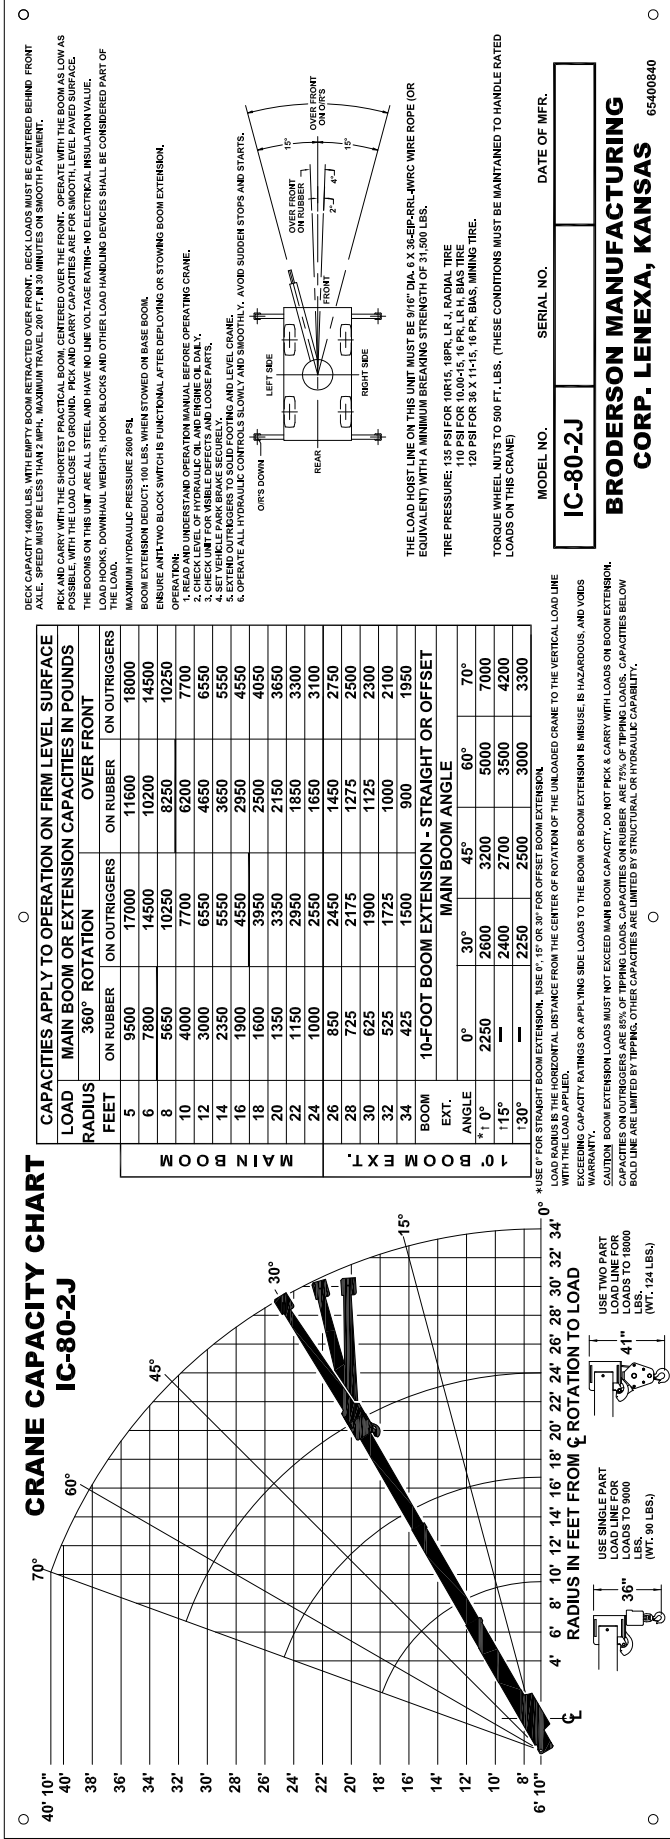 CRANE CAPACITY CHART
IC-80-2J
70°
60°
45°
30°
15°
0°
40' 10"
40'
38'
36'
34'
32'
30'
28'
26'
24'
22'
20'
18'
16'
14'
12'
10'
8'
6' 10"
4' 6' 8' 10' 12' 14' 16' 18' 20' 22' 24' 26' 28' 30' 32' 34'
RADIUS IN FEET FROM CL ROTATION TO LOAD
CL
36"
USE SINGLE PART
LOAD LINE FOR
LOADS TO 9000
LBS.
(WT. 90 LBS.)
41"
USE TWO PART
LOAD LINE FOR
LOADS TO 18000
LBS.
(WT. 124 LBS.)
CAPACITIES APPLY TO OPERATION ON FIRM LEVEL SURFACE
LOAD MAIN BOOM OR EXTENSION CAPACITIES IN POUNDS
RADIUS 360° ROTATION OVER FRONT
FEET ON RUBBER ON OUTRIGGERS ON RUBBER ON OUTRIGGERS
MAIN BOOM
5 9500 17000 11600 18000
6 7800 14500 10200 14500
8 5650 10250 8250 10250
10 4000 7700 6200 7700
12 3000 6550 4650 6550
14 2350 5550 3650 5550
16 1900 4550 2950 4550
18 1600 3950 2500 4050
20 1350 3350 2150 3650
22 1150 2950 1850 3300
24 1000 2550 1650 3100
10' BOOM EXT.
26 850 2450 1450 2750
28 725 2175 1275 2500
30 625 1900 1125 2300
32 525 1725 1000 2100
34 425 1500 900 1950
BOOM 10-FOOT BOOM EXTENSION - STRAIGHT OR OFFSET
EXT. MAIN BOOM ANGLE
ANGLE 0° 30° 45° 60° 70°
*↑ 0° 2250 2600 3200 5000 7000
↑15° — 2400 2700 3500 4200
↑30° — 2250 2500 3000 3300
*USE 0° FOR STRAIGHT BOOM EXTENSION. ↑USE 0°, 15° OR 30° FOR OFFSET BOOM EXTENSION.
LOAD RADIUS IS THE HORIZONTAL DISTANCE FROM THE CENTER OF ROTATION OF THE UNLOADED CRANE TO THE VERTICAL LOAD LINE
WITH THE LOAD APPLIED.
EXCEEDING CAPACITY RATINGS OR APPLYING SIDE LOADS TO THE BOOM OR BOOM EXTENSION IS MISUSE, IS HAZARDOUS, AND VOIDS
WARRANTY.
CAUTION BOOM EXTENSION LOADS MUST NOT EXCEED MAIN BOOM CAPACITY. DO NOT PICK & CARRY WITH LOADS ON BOOM EXTENSION.
CAPACITIES ON OUTRIGGERS ARE 85% OF TIPPING LOADS. CAPACITIES ON RUBBER ARE 75% OF TIPPING LOADS. CAPACITIES BELOW
BOLD LINE ARE LIMITED BY TIPPING. OTHER CAPACITIES ARE LIMITED BY STRUCTURAL OR HYDRAULIC CAPABILITY.
DECK CAPACITY 14000 LBS, WITH EMPTY BOOM RETRACTED OVER FRONT. DECK LOADS MUST BE CENTERED BEHIND FRONT
AXLE. SPEED MUST BE LESS THAN 2 MPH. MAXIMUM TRAVEL 200 FT. IN 30 MINUTES ON SMOOTH PAVEMENT.
PICK AND CARRY WITH THE SHORTEST PRACTICAL BOOM, CENTERED OVER THE FRONT. OPERATE WITH THE BOOM AS LOW AS
POSSIBLE, WITH THE LOAD CLOSE TO GROUND. PICK AND CARRY CAPACITIES ARE FOR SMOOTH, LEVEL PAVED SURFACE.
THE BOOMS ON THIS UNIT ARE ALL STEEL AND HAVE NO LINE VOLTAGE RATING- NO ELECTRICAL INSULATION VALUE.
LOAD HOOKS, DOWNHAUL WEIGHTS, HOOK BLOCKS AND OTHER LOAD HANDLING DEVICES SHALL BE CONSIDERED PART OF
THE LOAD.
MAXIMUM HYDRAULIC PRESSURE 2600 PSI.
BOOM EXTENSION DEDUCT: 100 LBS. WHEN STOWED ON BASE BOOM.
ENSURE ANTI-TWO BLOCK SWITCH IS FUNCTIONAL AFTER DEPLOYING OR STOWING BOOM EXTENSION.
OPERATION:
1. READ AND UNDERSTAND OPERATION MANUAL BEFORE OPERATING CRANE.
2. CHECK LEVEL OF HYDRAULIC OIL AND ENGINE OIL DAILY.
3. CHECK UNIT FOR VISIBLE DEFECTS AND LOOSE PARTS.
4. SET VEHICLE PARK BRAKE SECURELY.
5. EXTEND OUTRIGGERS TO SOLID FOOTING AND LEVEL CRANE.
6. OPERATE ALL HYDRAULIC CONTROLS SLOWLY AND SMOOTHLY. AVOID SUDDEN STOPS AND STARTS.
O/R'S DOWN
LEFT SIDE
REAR
FRONT
RIGHT SIDE
OVER FRONT
ON RUBBER
2°
4°
15°
15°
OVER FRONT
ON O/R'S
THE LOAD HOIST LINE ON THIS UNIT MUST BE 9/16" DIA. 6 X 36-EIP-RRL-IWRC WIRE ROPE (OR
EQUIVALENT) WITH A MINIMUM BREAKING STRENGTH OF 31,500 LBS.
TIRE PRESSURE: 135 PSI FOR 10R15, 18PR, LR J, RADIAL TIRE
110 PSI FOR 10.00-15, 16 PR, LR H, BIAS TIRE
120 PSI FOR 36 X 11-15, 16 PR, BIAS, MINING TIRE.
TORQUE WHEEL NUTS TO 500 FT. LBS. (THESE CONDITIONS MUST BE MAINTAINED TO HANDLE RATED
LOADS ON THIS CRANE)
MODEL NO. SERIAL NO. DATE OF MFR.
IC-80-2J
BRODERSON MANUFACTURING
CORP. LENEXA, KANSAS
65400840